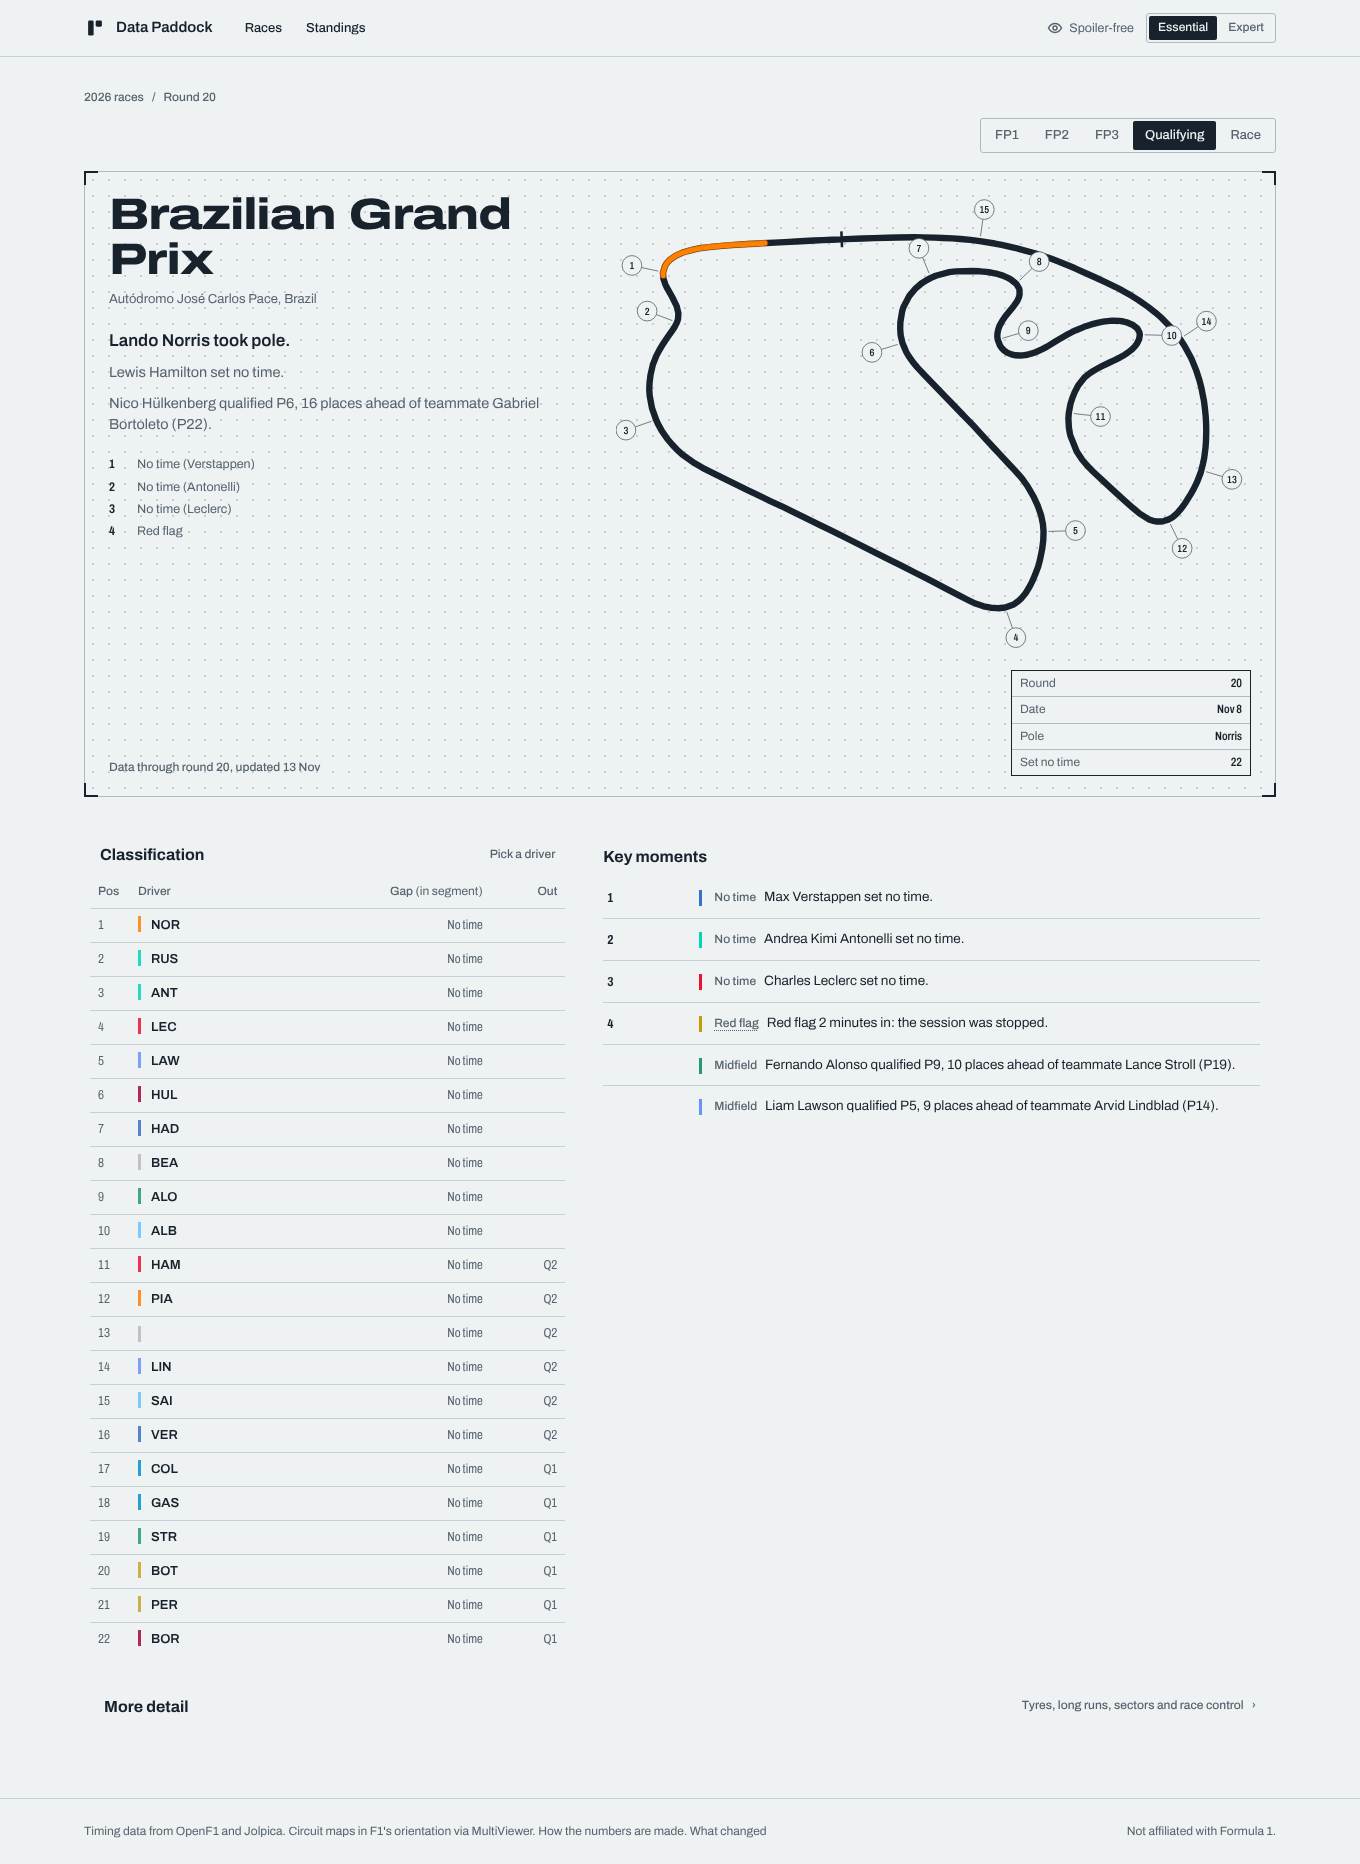 Data Paddock Races Standings Spoiler-free Essential Expert
2026 races / Round 20
FP1 FP2 FP3 Qualifying Race
Brazilian Grand
Prix
Autódromo José Carlos Pace, Brazil
Lando Norris took pole.
Lewis Hamilton set no time.
Nico Hülkenberg qualified P6, 16 places ahead of teammate Gabriel
Bortoleto (P22).
1 No time (Verstappen)
2 No time (Antonelli)
3 No time (Leclerc)
4 Red flag
15
7
8
1
2
14
10
9
6
11
3
13
5
12
4
Round 20
Date Nov 8
Pole Norris
Set no time 22
Data through round 20, updated 13 Nov
Classification Pick a driver
Pos Driver Gap (in segment) Out
1 NOR No time
2 RUS No time
3 ANT No time
4 LEC No time
5 LAW No time
6 HUL No time
7 HAD No time
8 BEA No time
9 ALO No time
10 ALB No time
11 HAM No time Q2
12 PIA No time Q2
13 No time Q2
14 LIN No time Q2
15 SAI No time Q2
16 VER No time Q2
17 COL No time Q1
18 GAS No time Q1
19 STR No time Q1
20 BOT No time Q1
21 PER No time Q1
22 BOR No time Q1
Key moments
1 No time Max Verstappen set no time.
2 No time Andrea Kimi Antonelli set no time.
3 No time Charles Leclerc set no time.
4 Red flag Red flag 2 minutes in: the session was stopped.
Midfield Fernando Alonso qualified P9, 10 places ahead of teammate Lance Stroll (P19).
Midfield Liam Lawson qualified P5, 9 places ahead of teammate Arvid Lindblad (P14).
More detail Tyres, long runs, sectors and race control ›
Timing data from OpenF1 and Jolpica. Circuit maps in F1's orientation via MultiViewer. How the numbers are made. What changed
Not affiliated with Formula 1.